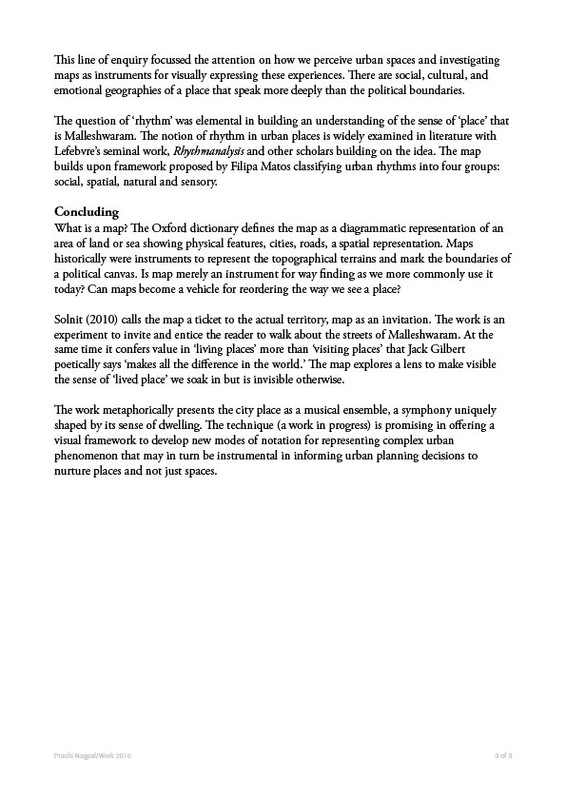 This line of enquiry focussed the attention on how we perceive urban spaces and investigating
maps as instruments for visually expressing these experiences. There are social, cultural, and
emotional geographies of a place that speak more deeply than the political boundaries.
The question of ‘rhythm’ was elemental in building an understanding of the sense of ‘place’ that
is Malleshwaram. The notion of rhythm in urban places is widely examined in literature with
Lefebvre’s seminal work, Rhythmanalysis and other scholars building on the idea. The map
builds upon framework proposed by Filipa Matos classifying urban rhythms into four groups:
social, spatial, natural and sensory.
Concluding
What is a map? The Oxford dictionary defines the map as a diagrammatic representation of an
area of land or sea showing physical features, cities, roads, a spatial representation. Maps
historically were instruments to represent the topographical terrains and mark the boundaries of
a political canvas. Is map merely an instrument for way finding as we more commonly use it
today? Can maps become a vehicle for reordering the way we see a place?
Solnit (2010) calls the map a ticket to the actual territory, map as an invitation. The work is an
experiment to invite and entice the reader to walk about the streets of Malleshwaram. At the
same time it confers value in ‘living places’ more than ‘visiting places’ that Jack Gilbert
poetically says ‘makes all the difference in the world.’ The map explores a lens to make visible
the sense of ‘lived place’ we soak in but is invisible otherwise.
The work metaphorically presents the city place as a musical ensemble, a symphony uniquely
shaped by its sense of dwelling. The technique (a work in progress) is promising in offering a
visual framework to develop new modes of notation for representing complex urban
phenomenon that may in turn be instrumental in informing urban planning decisions to
nurture places and not just spaces.
Prachi Nagpal/Work 2015
3 of 3